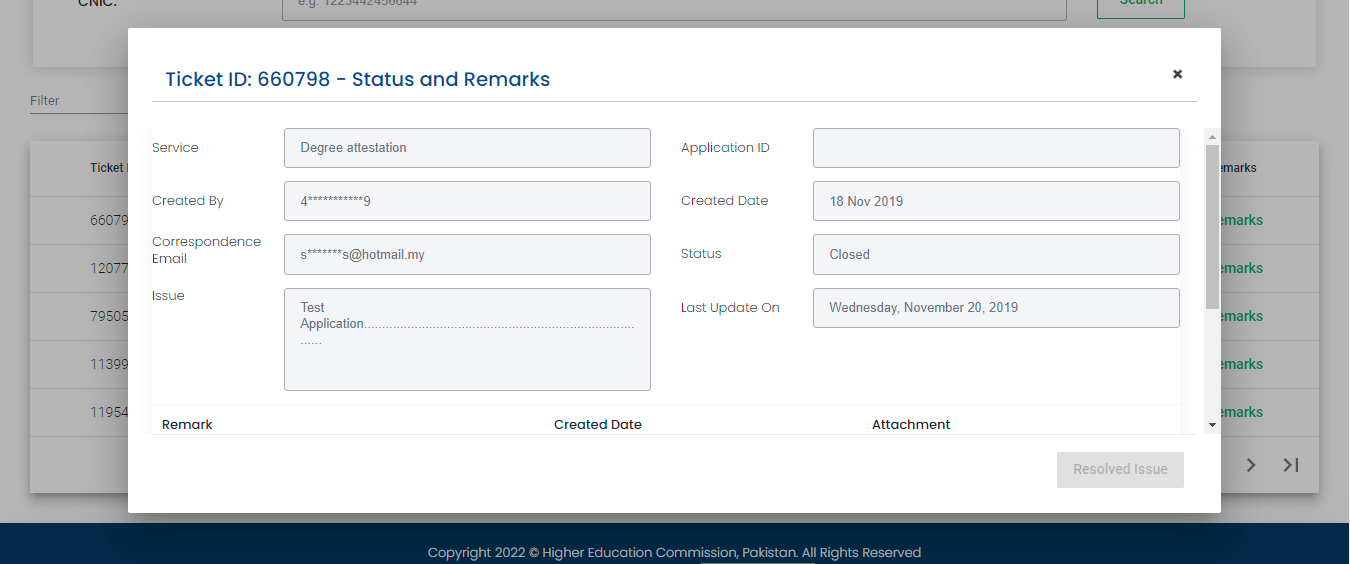 CNIC:
e.g. 1225442456644
Search
Ticket ID: 660798 - Status and Remarks
✖
Filter
Service
Degree attestation
Application ID
Ticket I
emarks
Created By
4***********9
Created Date
18 Nov 2019
66079
emarks
Correspondence
Email
s*******s@hotmail.my
Status
Closed
12077
emarks
Issue
Test
Application...........................................................................
......
Last Update On
Wednesday, November 20, 2019
79505
emarks
11399
emarks
11954
emarks
Remark
Created Date
Attachment
Resolved Issue
Copyright 2022 © Higher Education Commission, Pakistan. All Rights Reserved